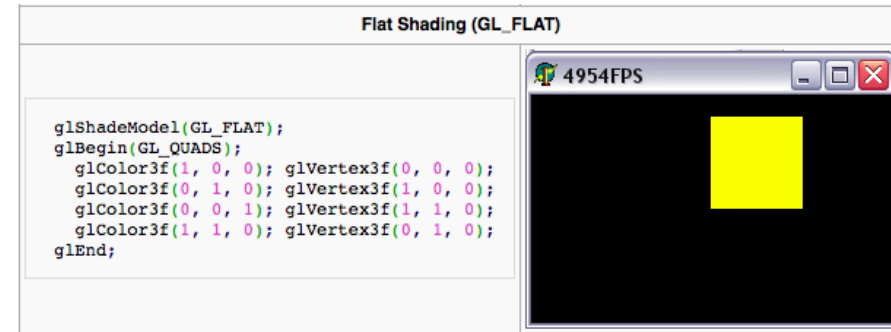 Flat Shading (GL_FLAT)
glShadeModel(GL_FLAT);
glBegin(GL_QUADS);
glColor3f(1, 0, 0); glVertex3f(0, 0, 0);
glColor3f(0, 1, 0); glVertex3f(1, 0, 0);
glColor3f(0, 0, 1); glVertex3f(1, 1, 0);
glColor3f(1, 1, 0); glVertex3f(0, 1, 0);
glEnd;
4954FPS